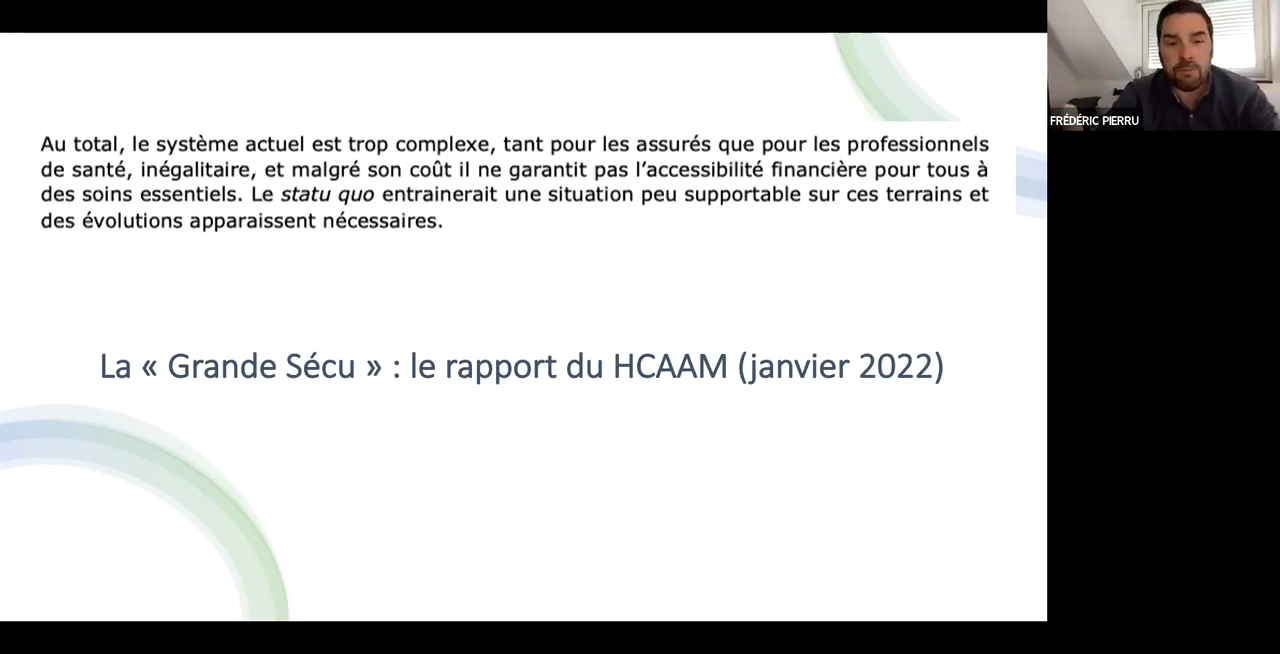 Au total, le système actuel est trop complexe, tant pour les assurés que pour les professionnels
de santé, inégalitaire, et malgré son coût il ne garantit pas l’accessibilité financière pour tous à
des soins essentiels. Le statu quo entrainerait une situation peu supportable sur ces terrains et
des évolutions apparaissent nécessaires.
La « Grande Sécu » : le rapport du HCAAM (janvier 2022)
FRÉDÉRIC PIERRU